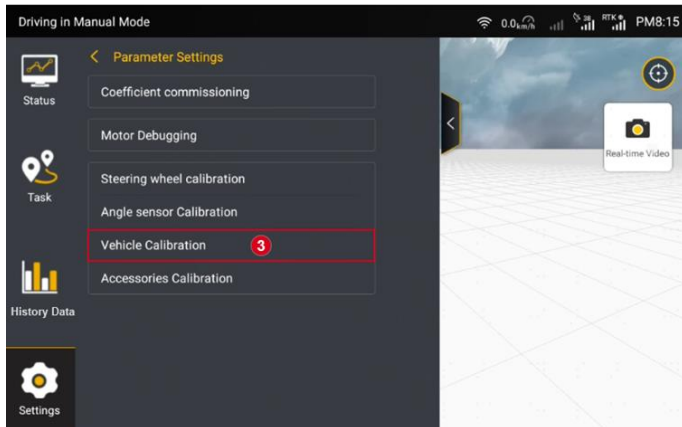 Driving in Manual Mode
0.0km/h
38
RTK
PM8:15
Parameter Settings
Status
Coefficient commissioning
Motor Debugging
Real-time Video
Steering wheel calibration
Task
Angle sensor Calibration
Vehicle Calibration
3
Accessories Calibration
History Data
Settings